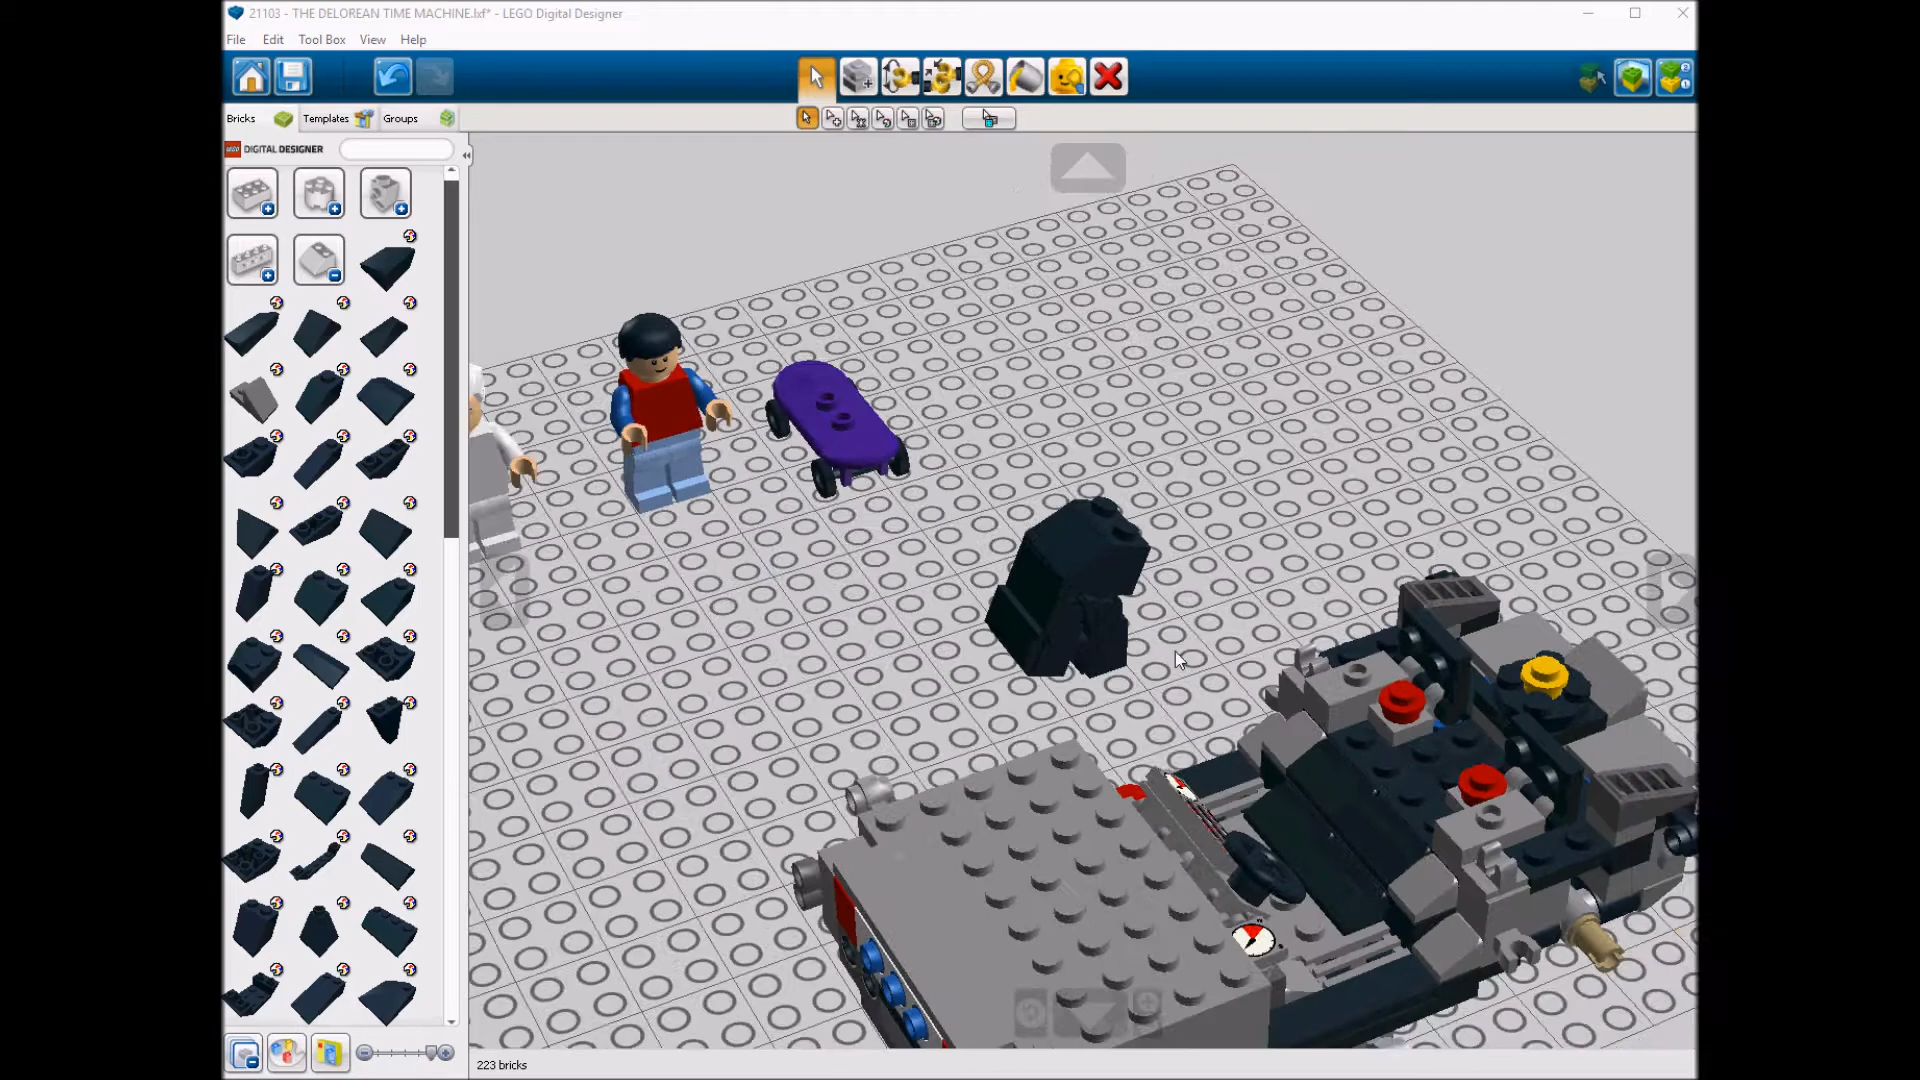 21103 - THE DELOREAN TIME MACHINE.lxf* - LEGO Digital Designer
File Edit Tool Box View Help
Bricks Templates Groups
LEGO DIGITAL DESIGNER
223 bricks